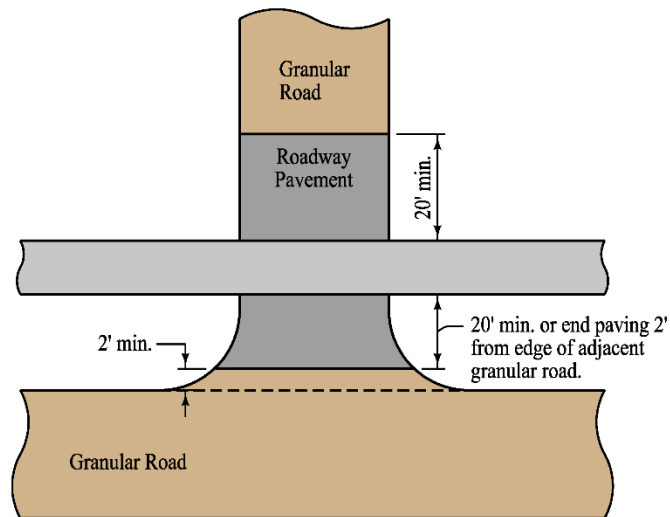 Granular
Road
Roadway
Pavement
20' min.
2' min.
20' min. or end paving 2'
from edge of adjacent
granular road.
Granular Road